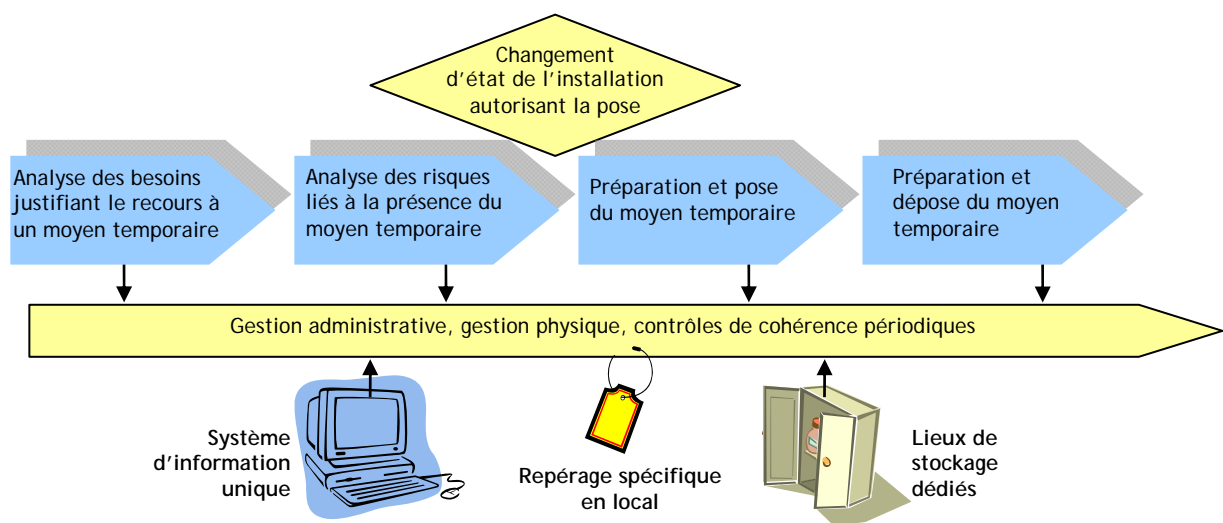 Changement
d'état de l'installation
autorisant la pose
Analyse des besoins
justifiant le recours à
un moyen temporaire
Analyse des risques
liés à la présence du
moyen temporaire
Préparation et pose
du moyen temporaire
Préparation et
dépose du moyen
temporaire
Gestion administrative, gestion physique, contrôles de cohérence périodiques
Système
d'information
unique
Repérage spécifique
en local
Lieux de
stockage
dédiés